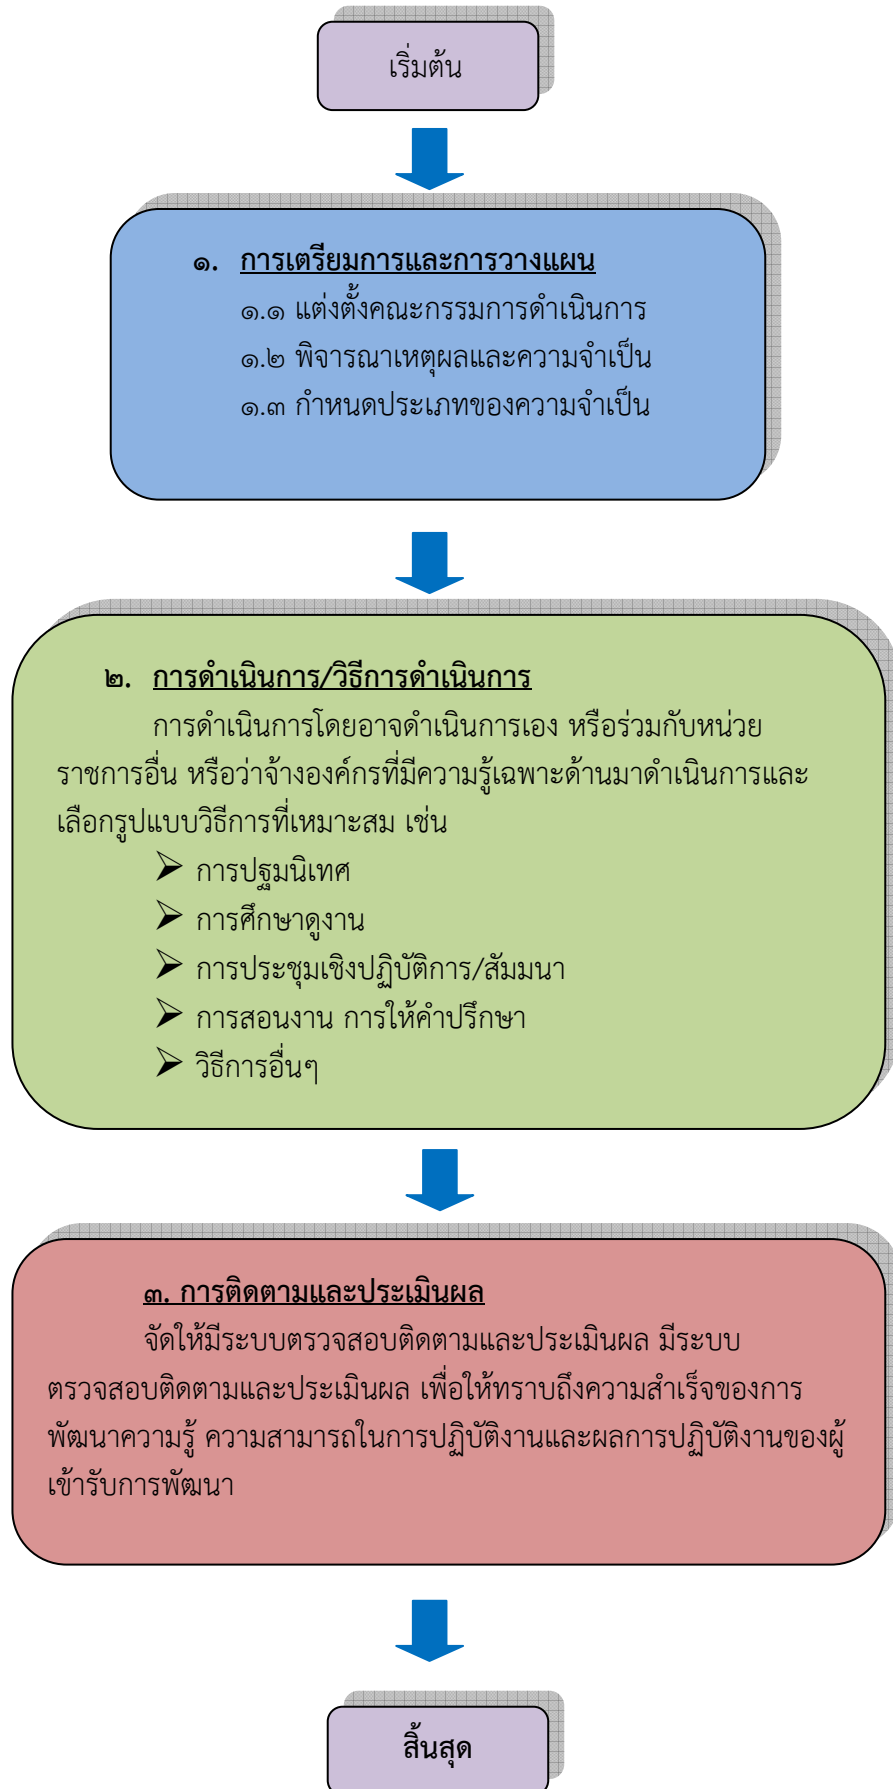 เริ่มต้น
๑. การเตรียมการและการวางแผน
๑.๑ แต่งตั้งคณะกรรมการดำเนินการ
๑.๒ พิจารณาเหตุผลและความจำเป็น
๑.๓ กำหนดประเภทของความจำเป็น
๒. การดำเนินการ/วิธีการดำเนินการ
การดำเนินการโดยอาจดำเนินการเอง หรือร่วมกับหน่วย
ราชการอื่น หรือว่าจ้างองค์กรที่มีความรู้เฉพาะด้านมาดำเนินการและ
เลือกรูปแบบวิธีการที่เหมาะสม เช่น
➢ การปฐมนิเทศ
➢ การศึกษาดูงาน
➢ การประชุมเชิงปฏิบัติการ/สัมมนา
➢ การสอนงาน การให้คำปรึกษา
➢ วิธีการอื่นๆ
๓. การติดตามและประเมินผล
จัดให้มีระบบตรวจสอบติดตามและประเมินผล มีระบบ
ตรวจสอบติดตามและประเมินผล เพื่อให้ทราบถึงความสำเร็จของการ
พัฒนาความรู้ ความสามารถในการปฏิบัติงานและผลการปฏิบัติงานของผู้
เข้ารับการพัฒนา
สิ้นสุด